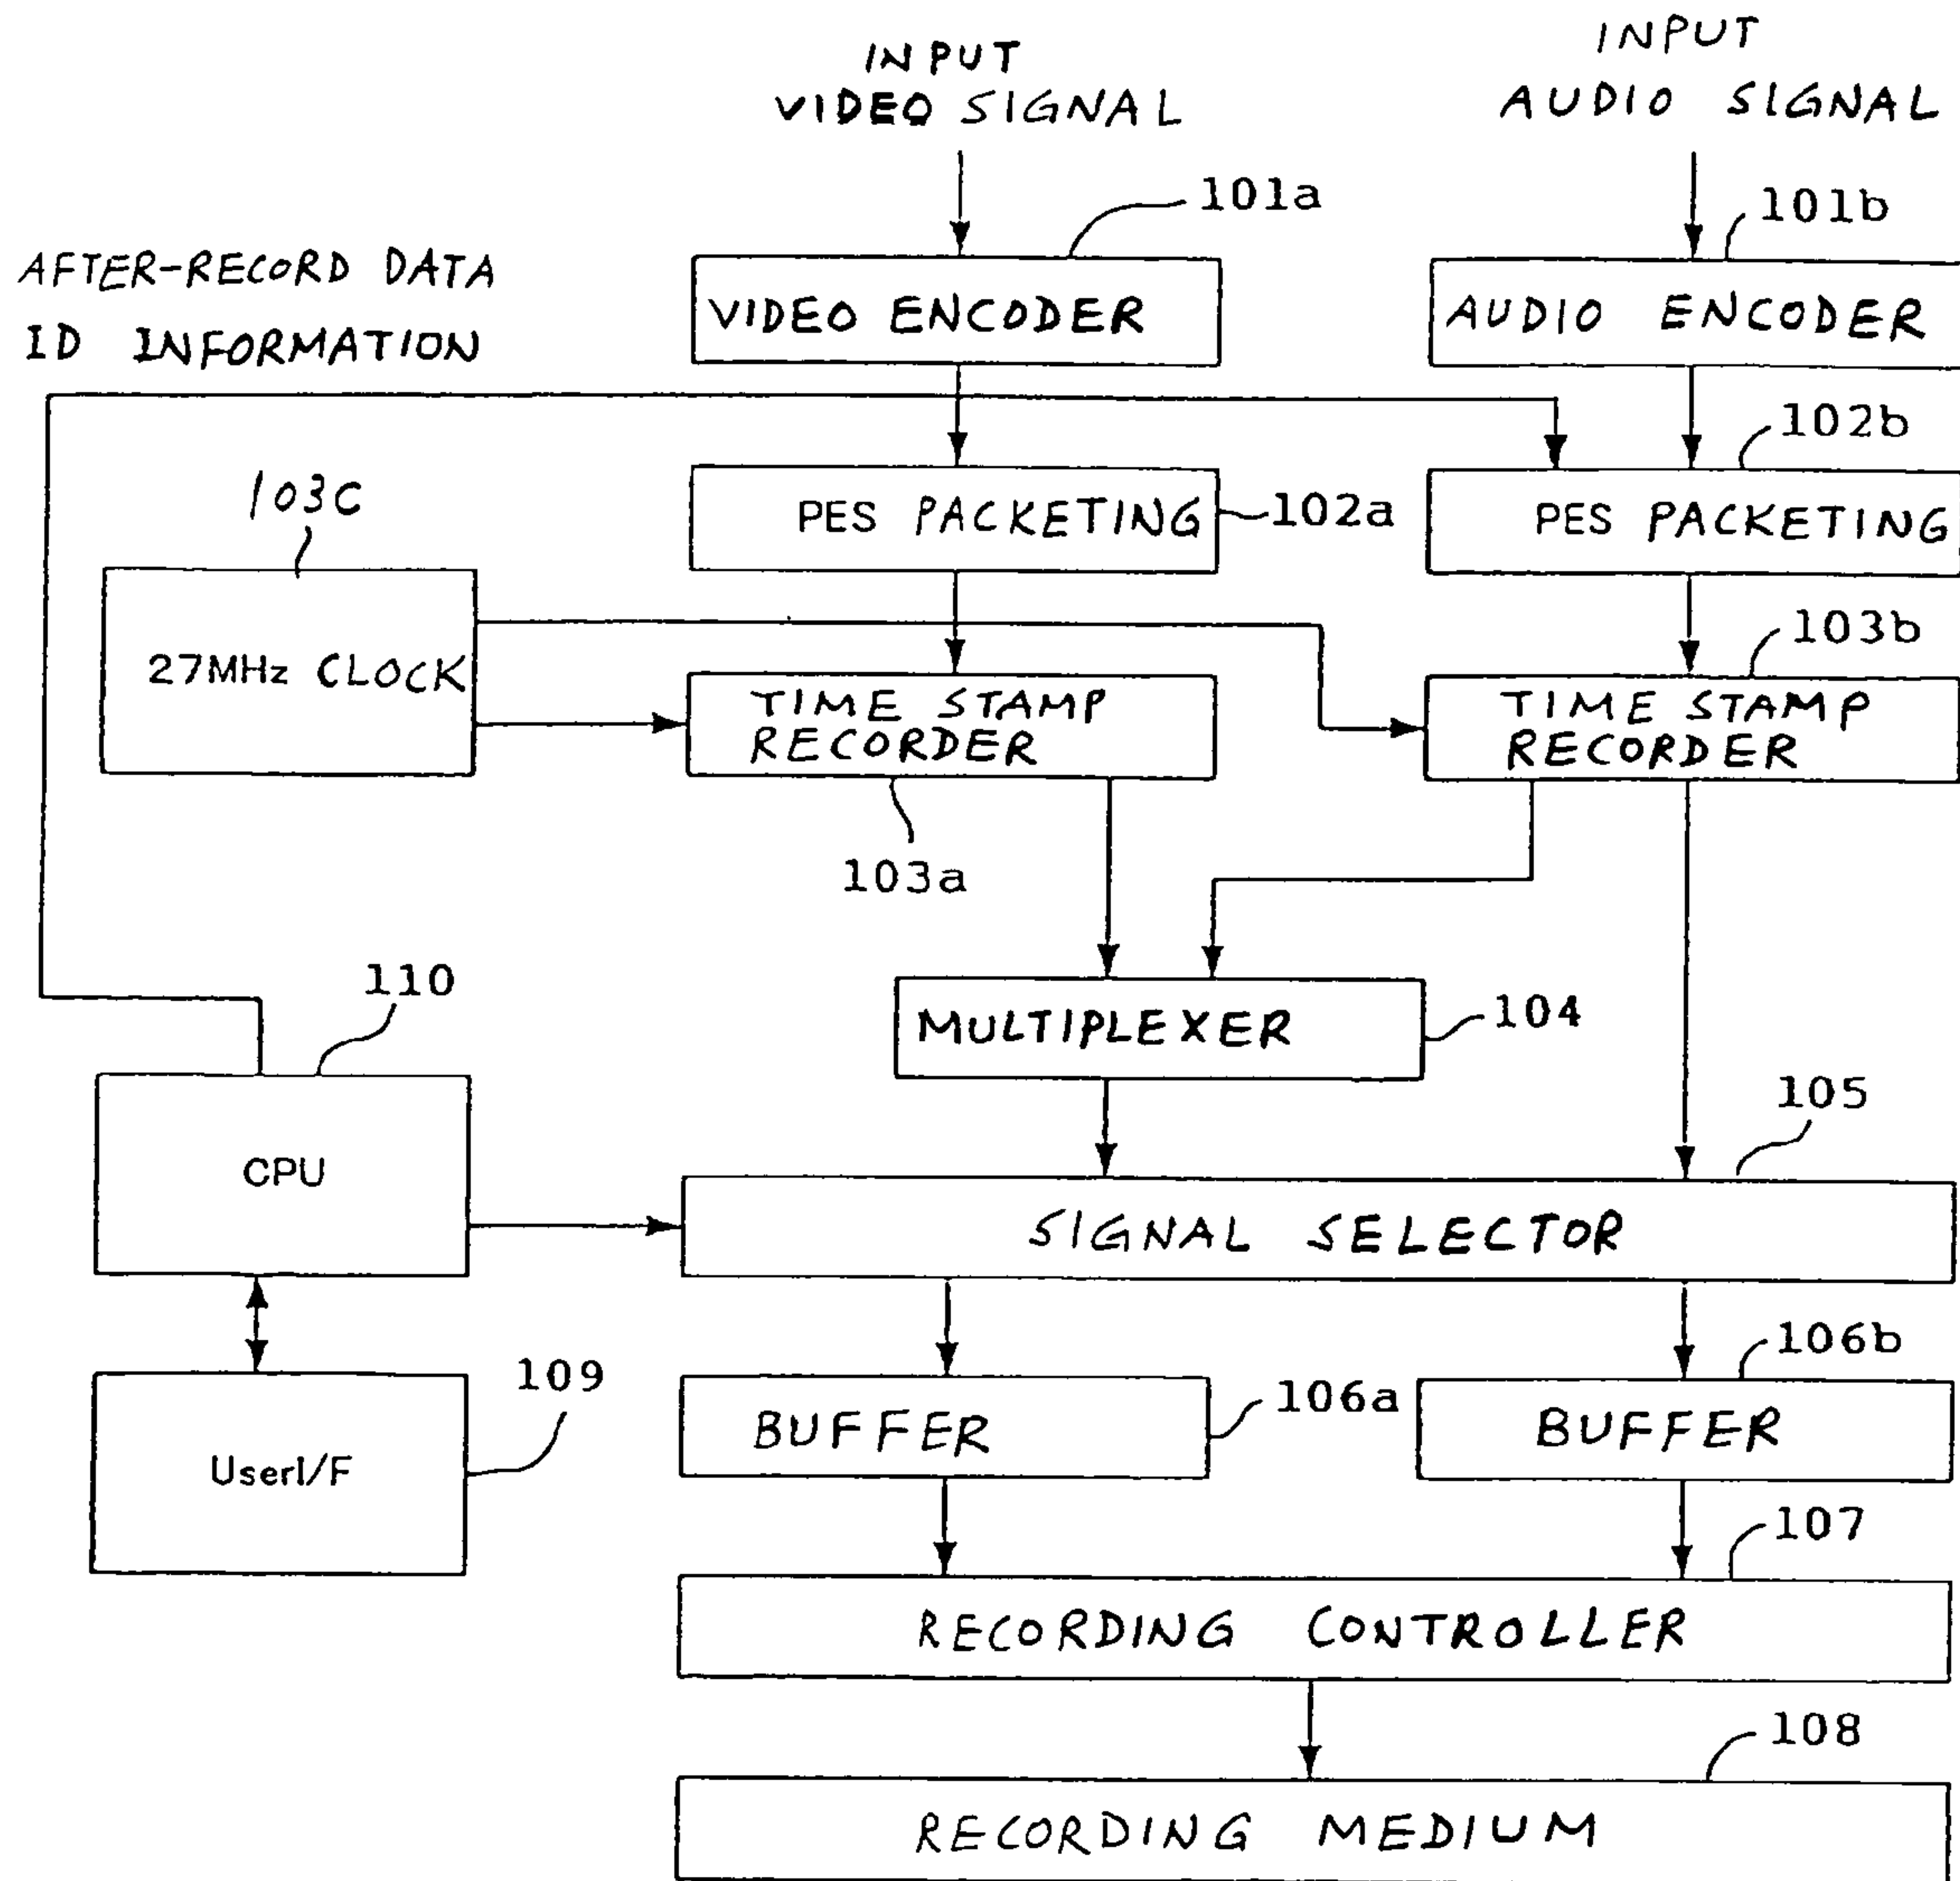 INPUT
VIDEO SIGNAL
INPUT
AUDIO SIGNAL
101a
101b
AFTER-RECORD DATA
ID INFORMATION
VIDEO ENCODER
AUDIO ENCODER
102b
103C
PES PACKETING
102a
PES PACKETING
27MHz CLOCK
103b
TIME STAMP
RECORDER
TIME STAMP
RECORDER
103a
110
MULTIPLEXER
104
105
CPU
SIGNAL SELECTOR
109
106b
106a
UserI/F
BUFFER
BUFFER
107
RECORDING CONTROLLER
108
RECORDING MEDIUM